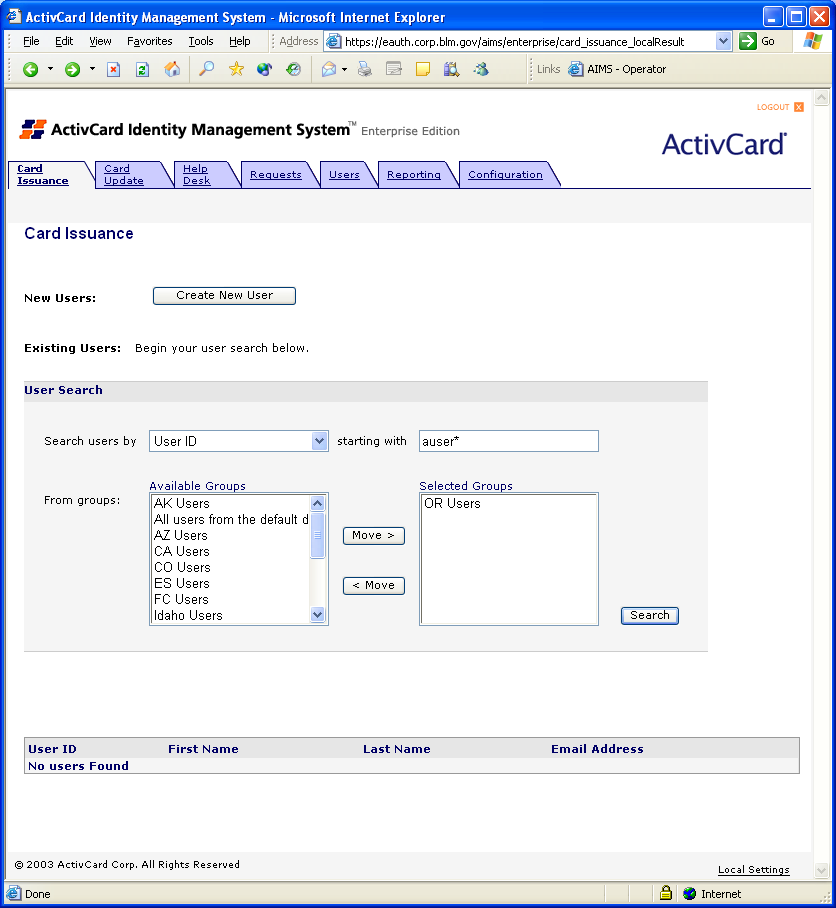 ActivCard Identity Management System - Microsoft Internet Explorer
File Edit View Favorites Tools Help Address https://eauth.corp.blm.gov/aims/enterprise/card_issuance_localResult Go
Links AIMS - Operator
LOGOUT X
ActivCard Identity Management System™ Enterprise Edition
ActivCard
Card Issuance
Card Update
Help Desk
Requests
Users
Reporting
Configuration
Card Issuance
New Users: Create New User
Existing Users: Begin your user search below.
User Search
Search users by User ID starting with auser*
Available Groups Selected Groups
From groups:
AK Users
All users from the default d
AZ Users
CA Users
CO Users
ES Users
FC Users
Idaho Users
Move >
< Move
OR Users
Search
User ID First Name Last Name Email Address
No users Found
© 2003 ActivCard Corp. All Rights Reserved
Local Settings
Done Internet